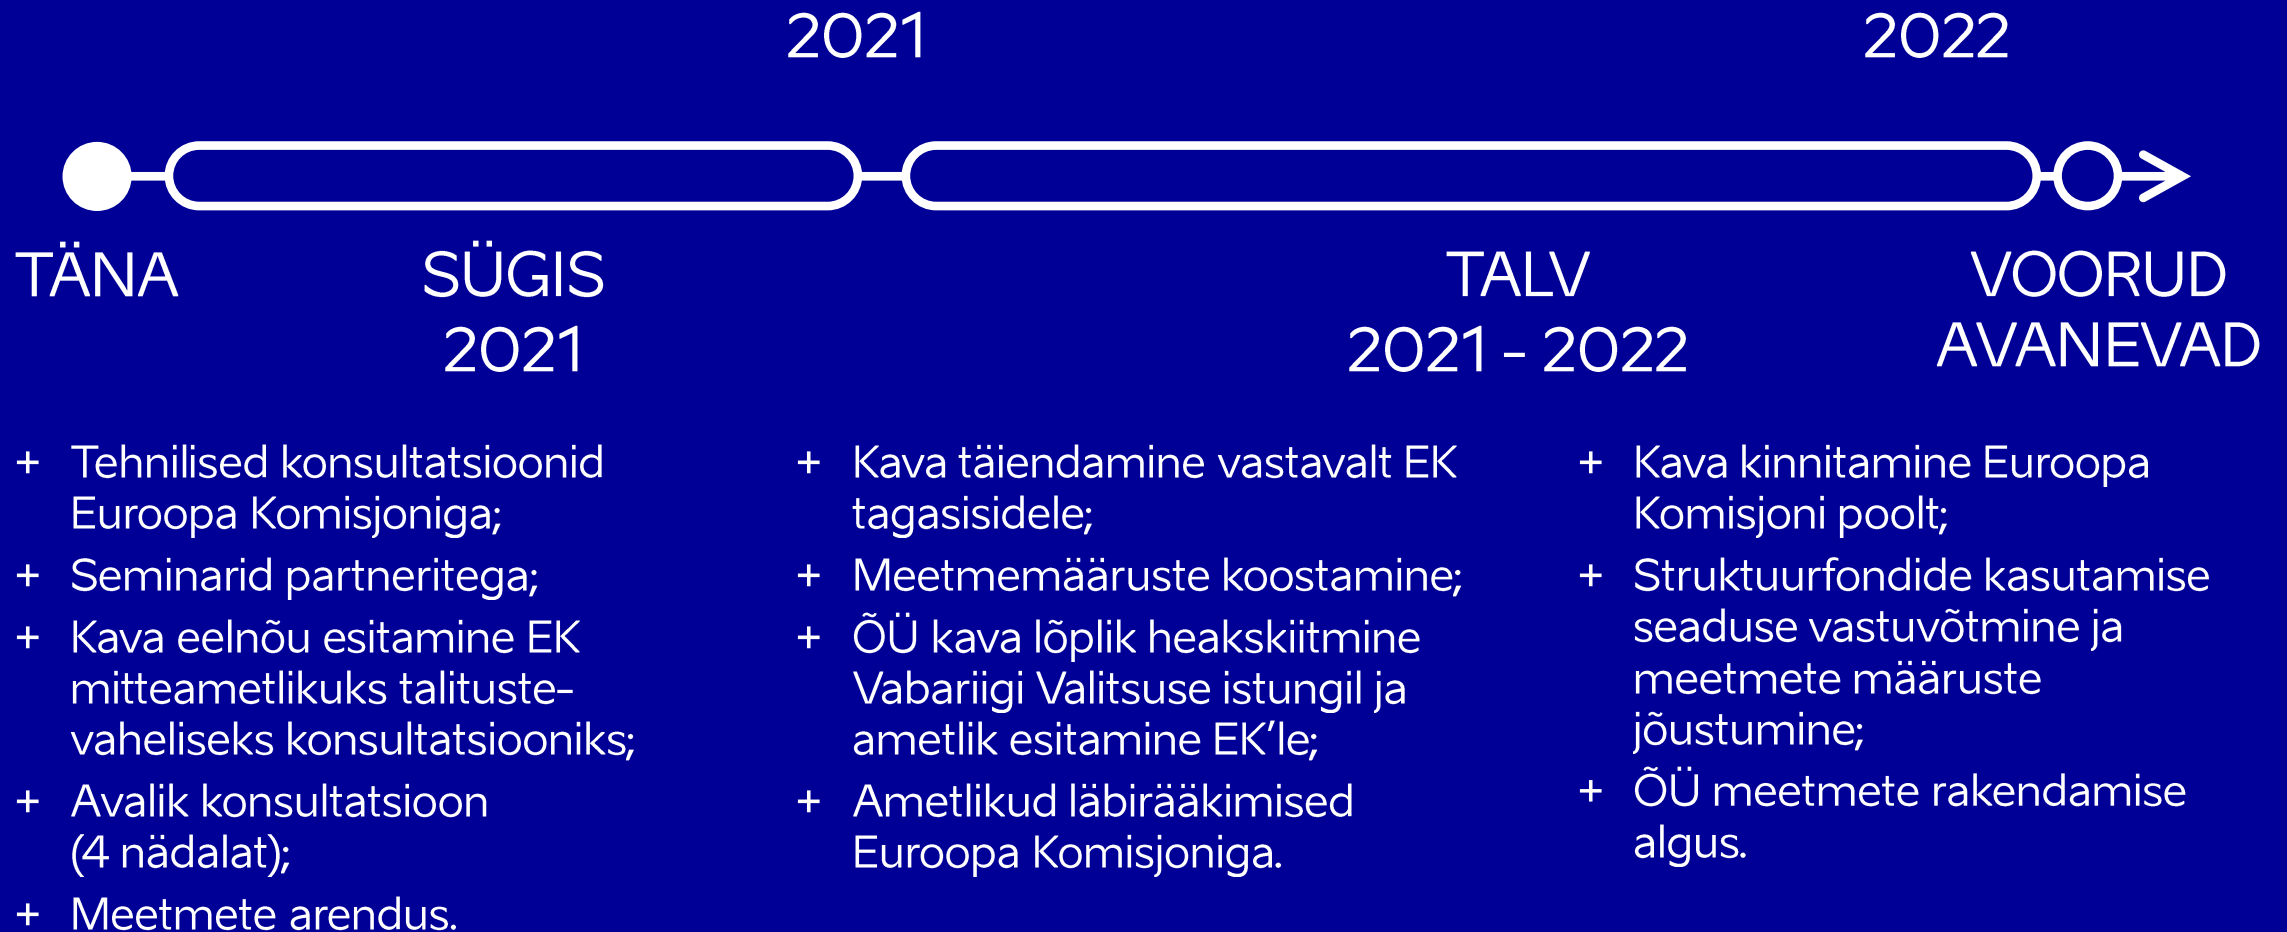 2021
2022
TÄNA
SÜGIS
2021
TALV
2021 - 2022
VOORUD
AVANEVAD
+ Tehnilised konsultatsioonid
Euroopa Komisjoniga;
+ Seminarid partneritega;
+ Kava eelnõu esitamine EK
mitteametlikuks talituste-
vaheliseks konsultatsiooniks;
+ Avalik konsultatsioon
(4 nädalat);
+ Meetmete arendus.
+ Kava täiendamine vastavalt EK
tagasisidele;
+ Meetmemääruste koostamine;
+ ÕÜ kava lõplik heakskiitmine
Vabariigi Valitsuse istungil ja
ametlik esitamine EK’le;
+ Ametlikud läbirääkimised
Euroopa Komisjoniga.
+ Kava kinnitamine Euroopa
Komisjoni poolt;
+ Struktuurfondide kasutamise
seaduse vastuvõtmine ja
meetmete määruste
jõustumine;
+ ÕÜ meetmete rakendamise
algus.